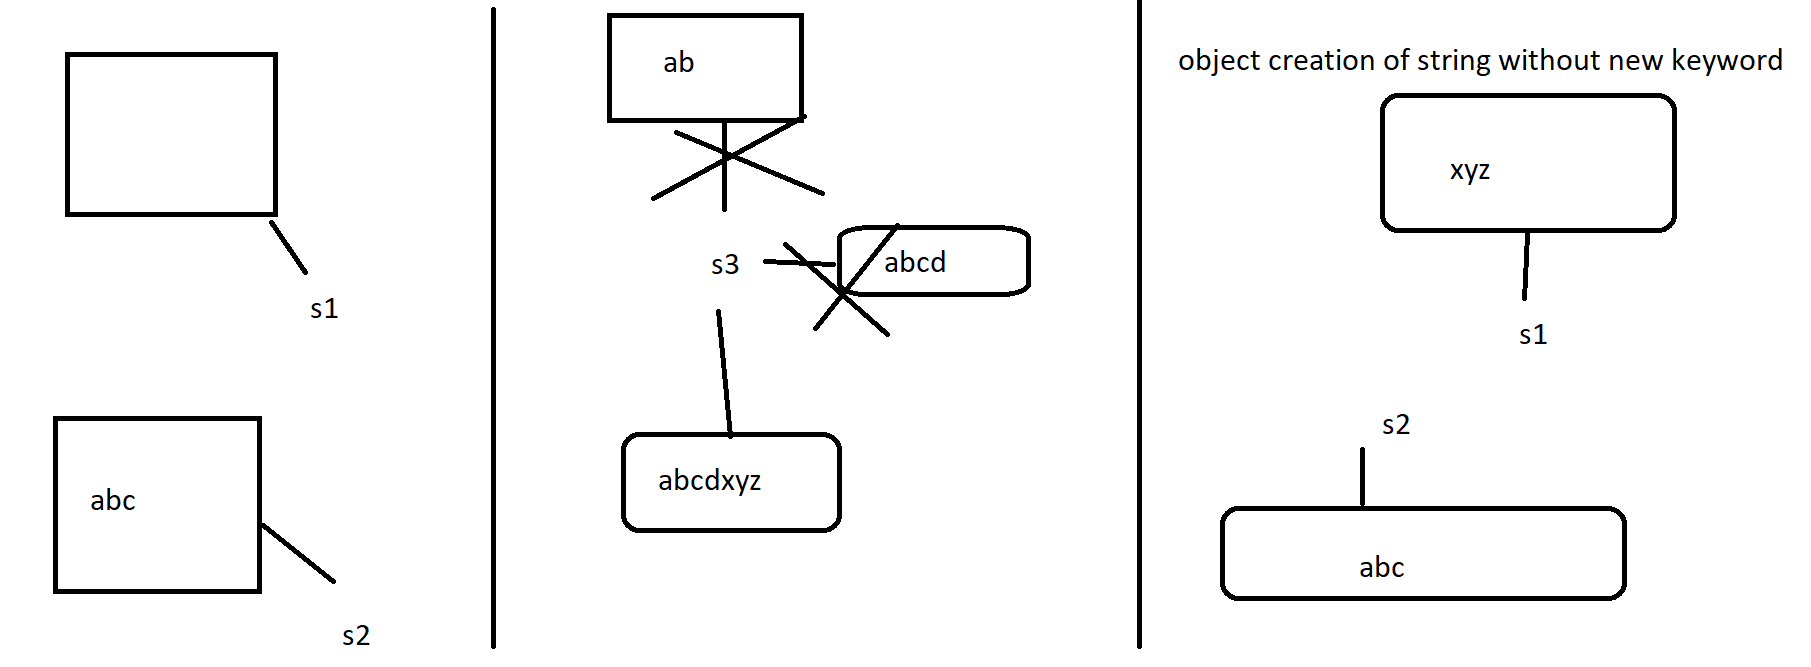 s1
abc
s2
ab
s3
abcd
abcdxyz
object creation of string without new keyword
xyz
s1
s2
abc